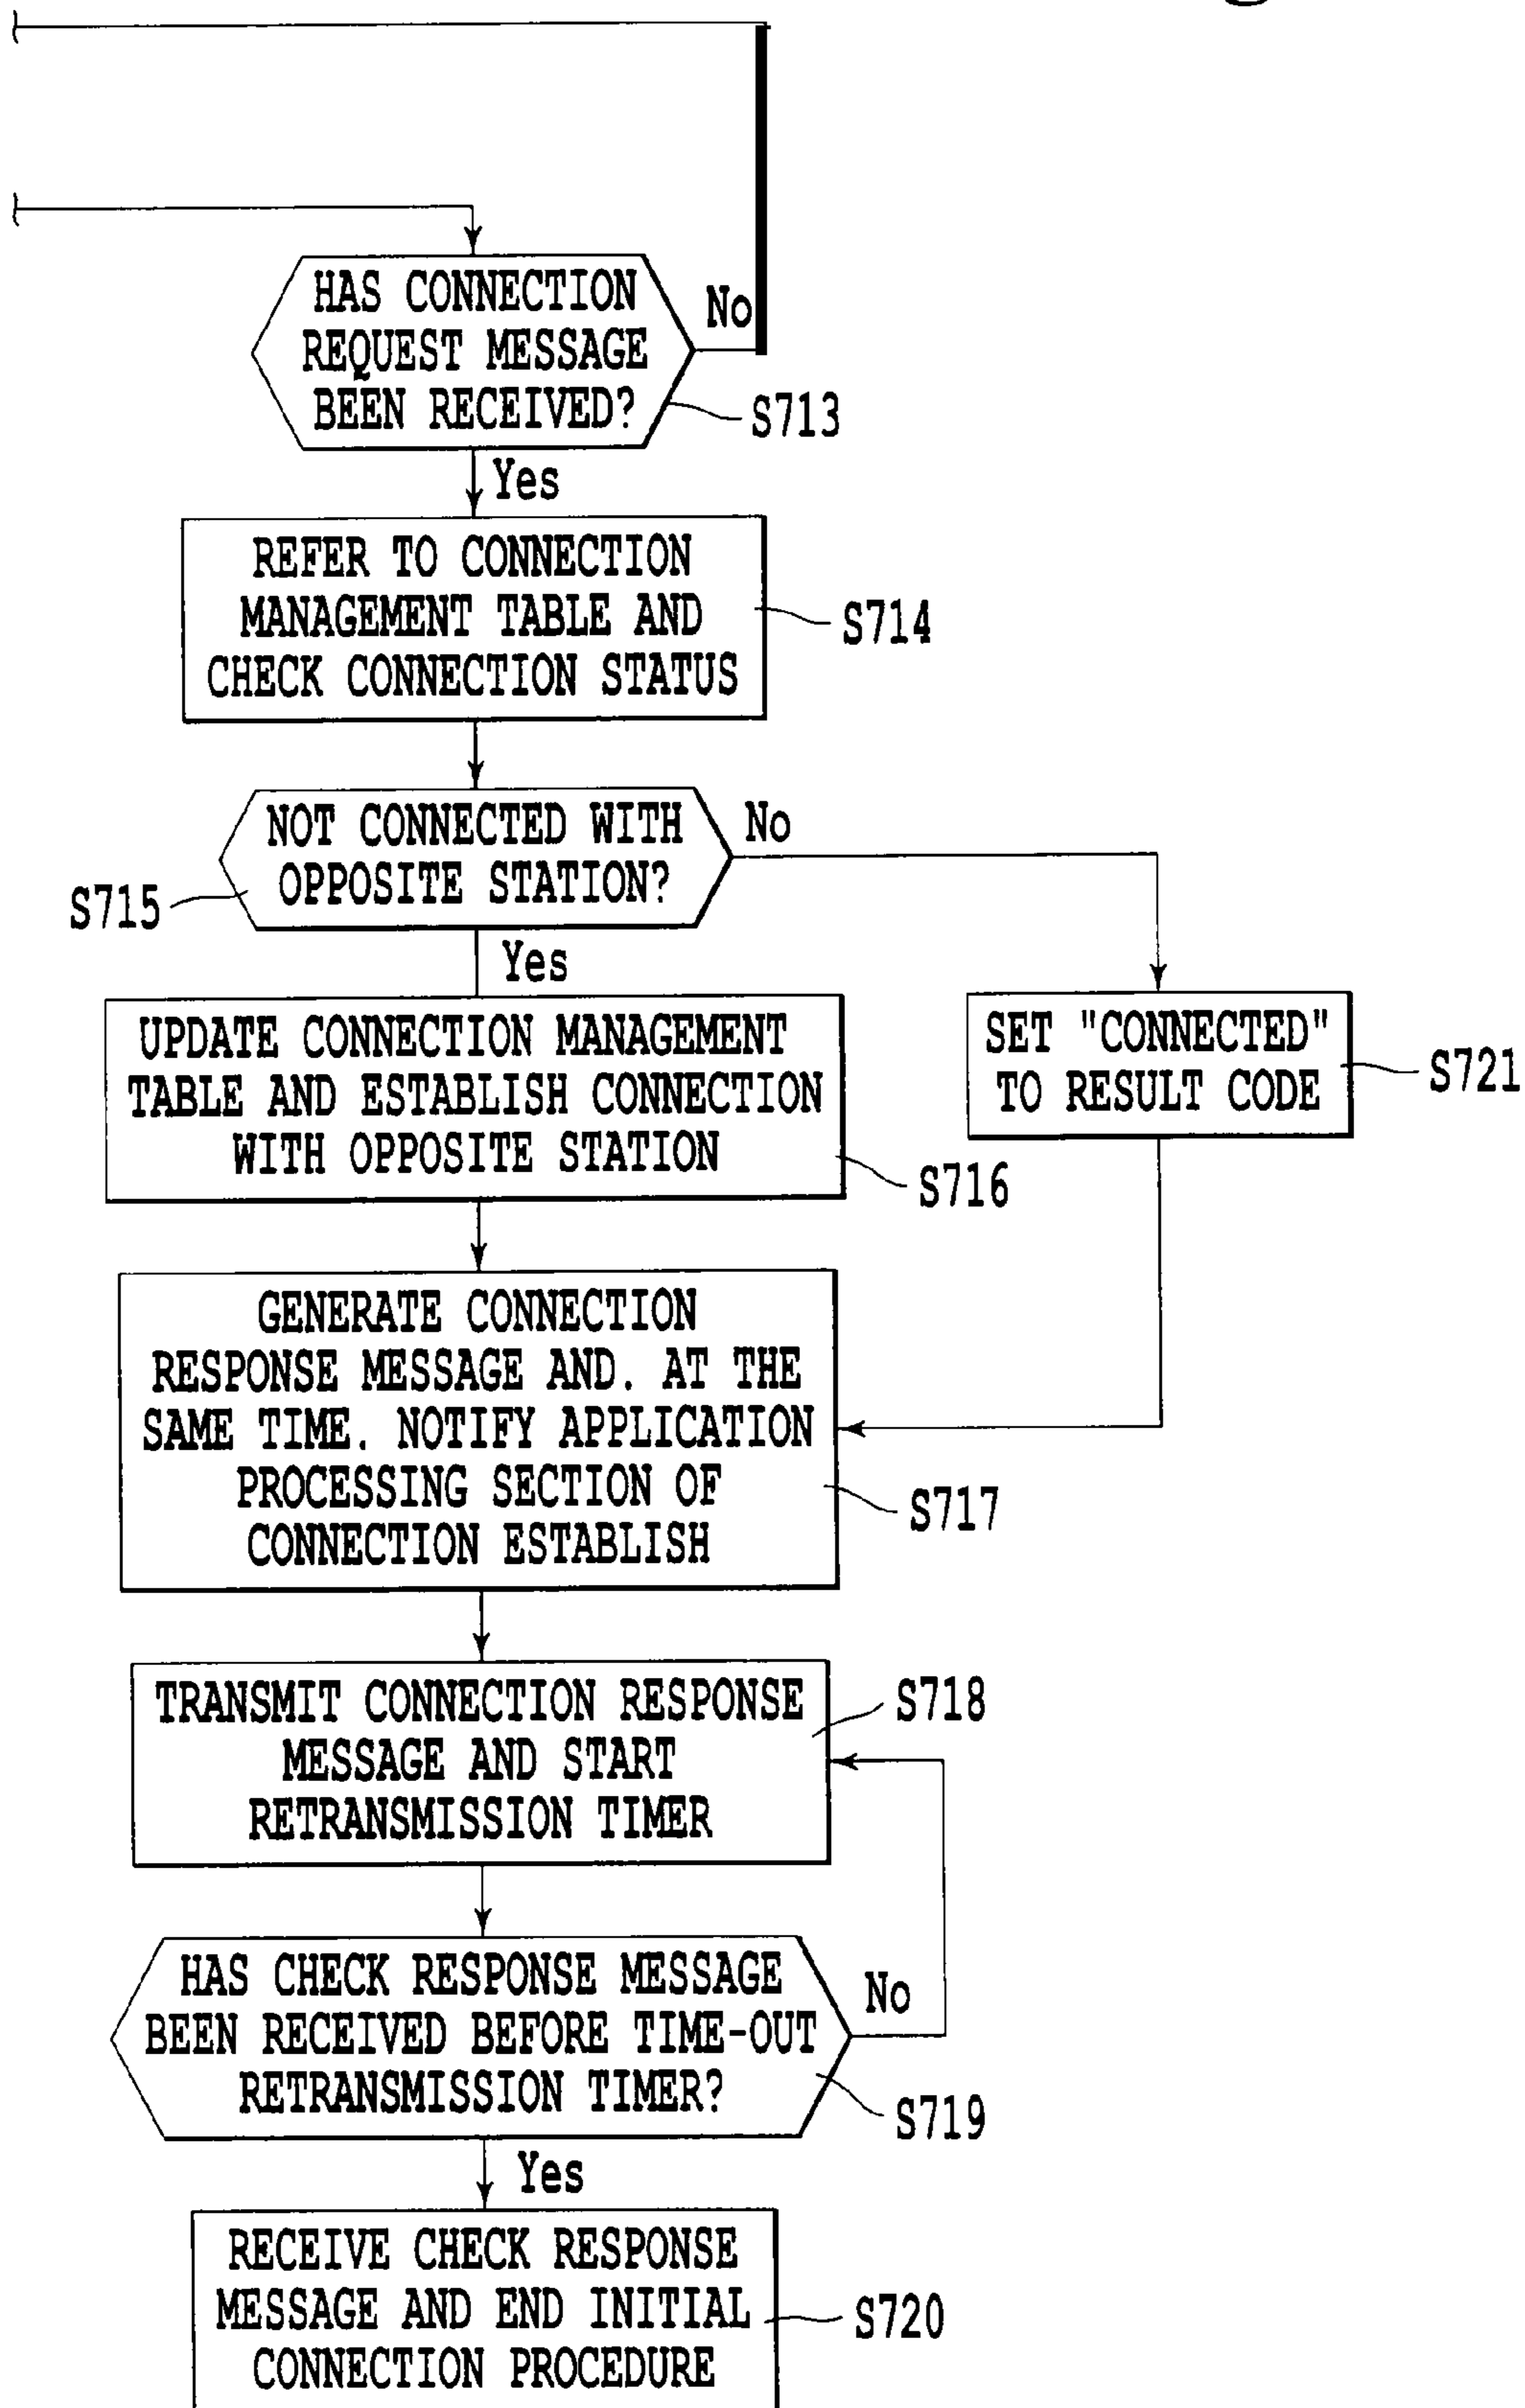 HAS CONNECTION
REQUEST MESSAGE
BEEN RECEIVED?
No
S713
Yes
REFER TO CONNECTION
MANAGEMENT TABLE AND
CHECK CONNECTION STATUS
S714
NOT CONNECTED WITH
OPPOSITE STATION?
No
S715
Yes
UPDATE CONNECTION MANAGEMENT
TABLE AND ESTABLISH CONNECTION
WITH OPPOSITE STATION
S716
SET "CONNECTED"
TO RESULT CODE
S721
GENERATE CONNECTION
RESPONSE MESSAGE AND. AT THE
SAME TIME. NOTIFY APPLICATION
PROCESSING SECTION OF
CONNECTION ESTABLISH
S717
TRANSMIT CONNECTION RESPONSE
MESSAGE AND START
RETRANSMISSION TIMER
S718
HAS CHECK RESPONSE MESSAGE
BEEN RECEIVED BEFORE TIME-OUT
RETRANSMISSION TIMER?
No
S719
Yes
RECEIVE CHECK RESPONSE
MESSAGE AND END INITIAL
CONNECTION PROCEDURE
S720